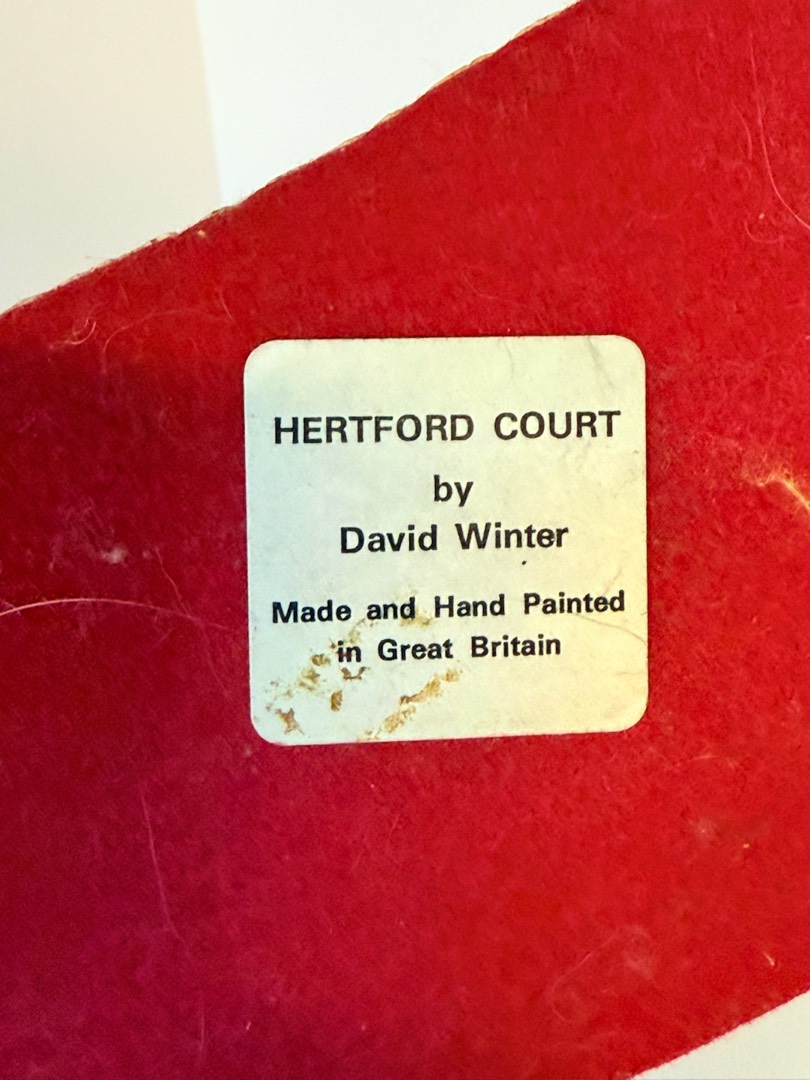 HERTFORD COURT
by
David Winter
Made and Hand Painted
in Great Britain